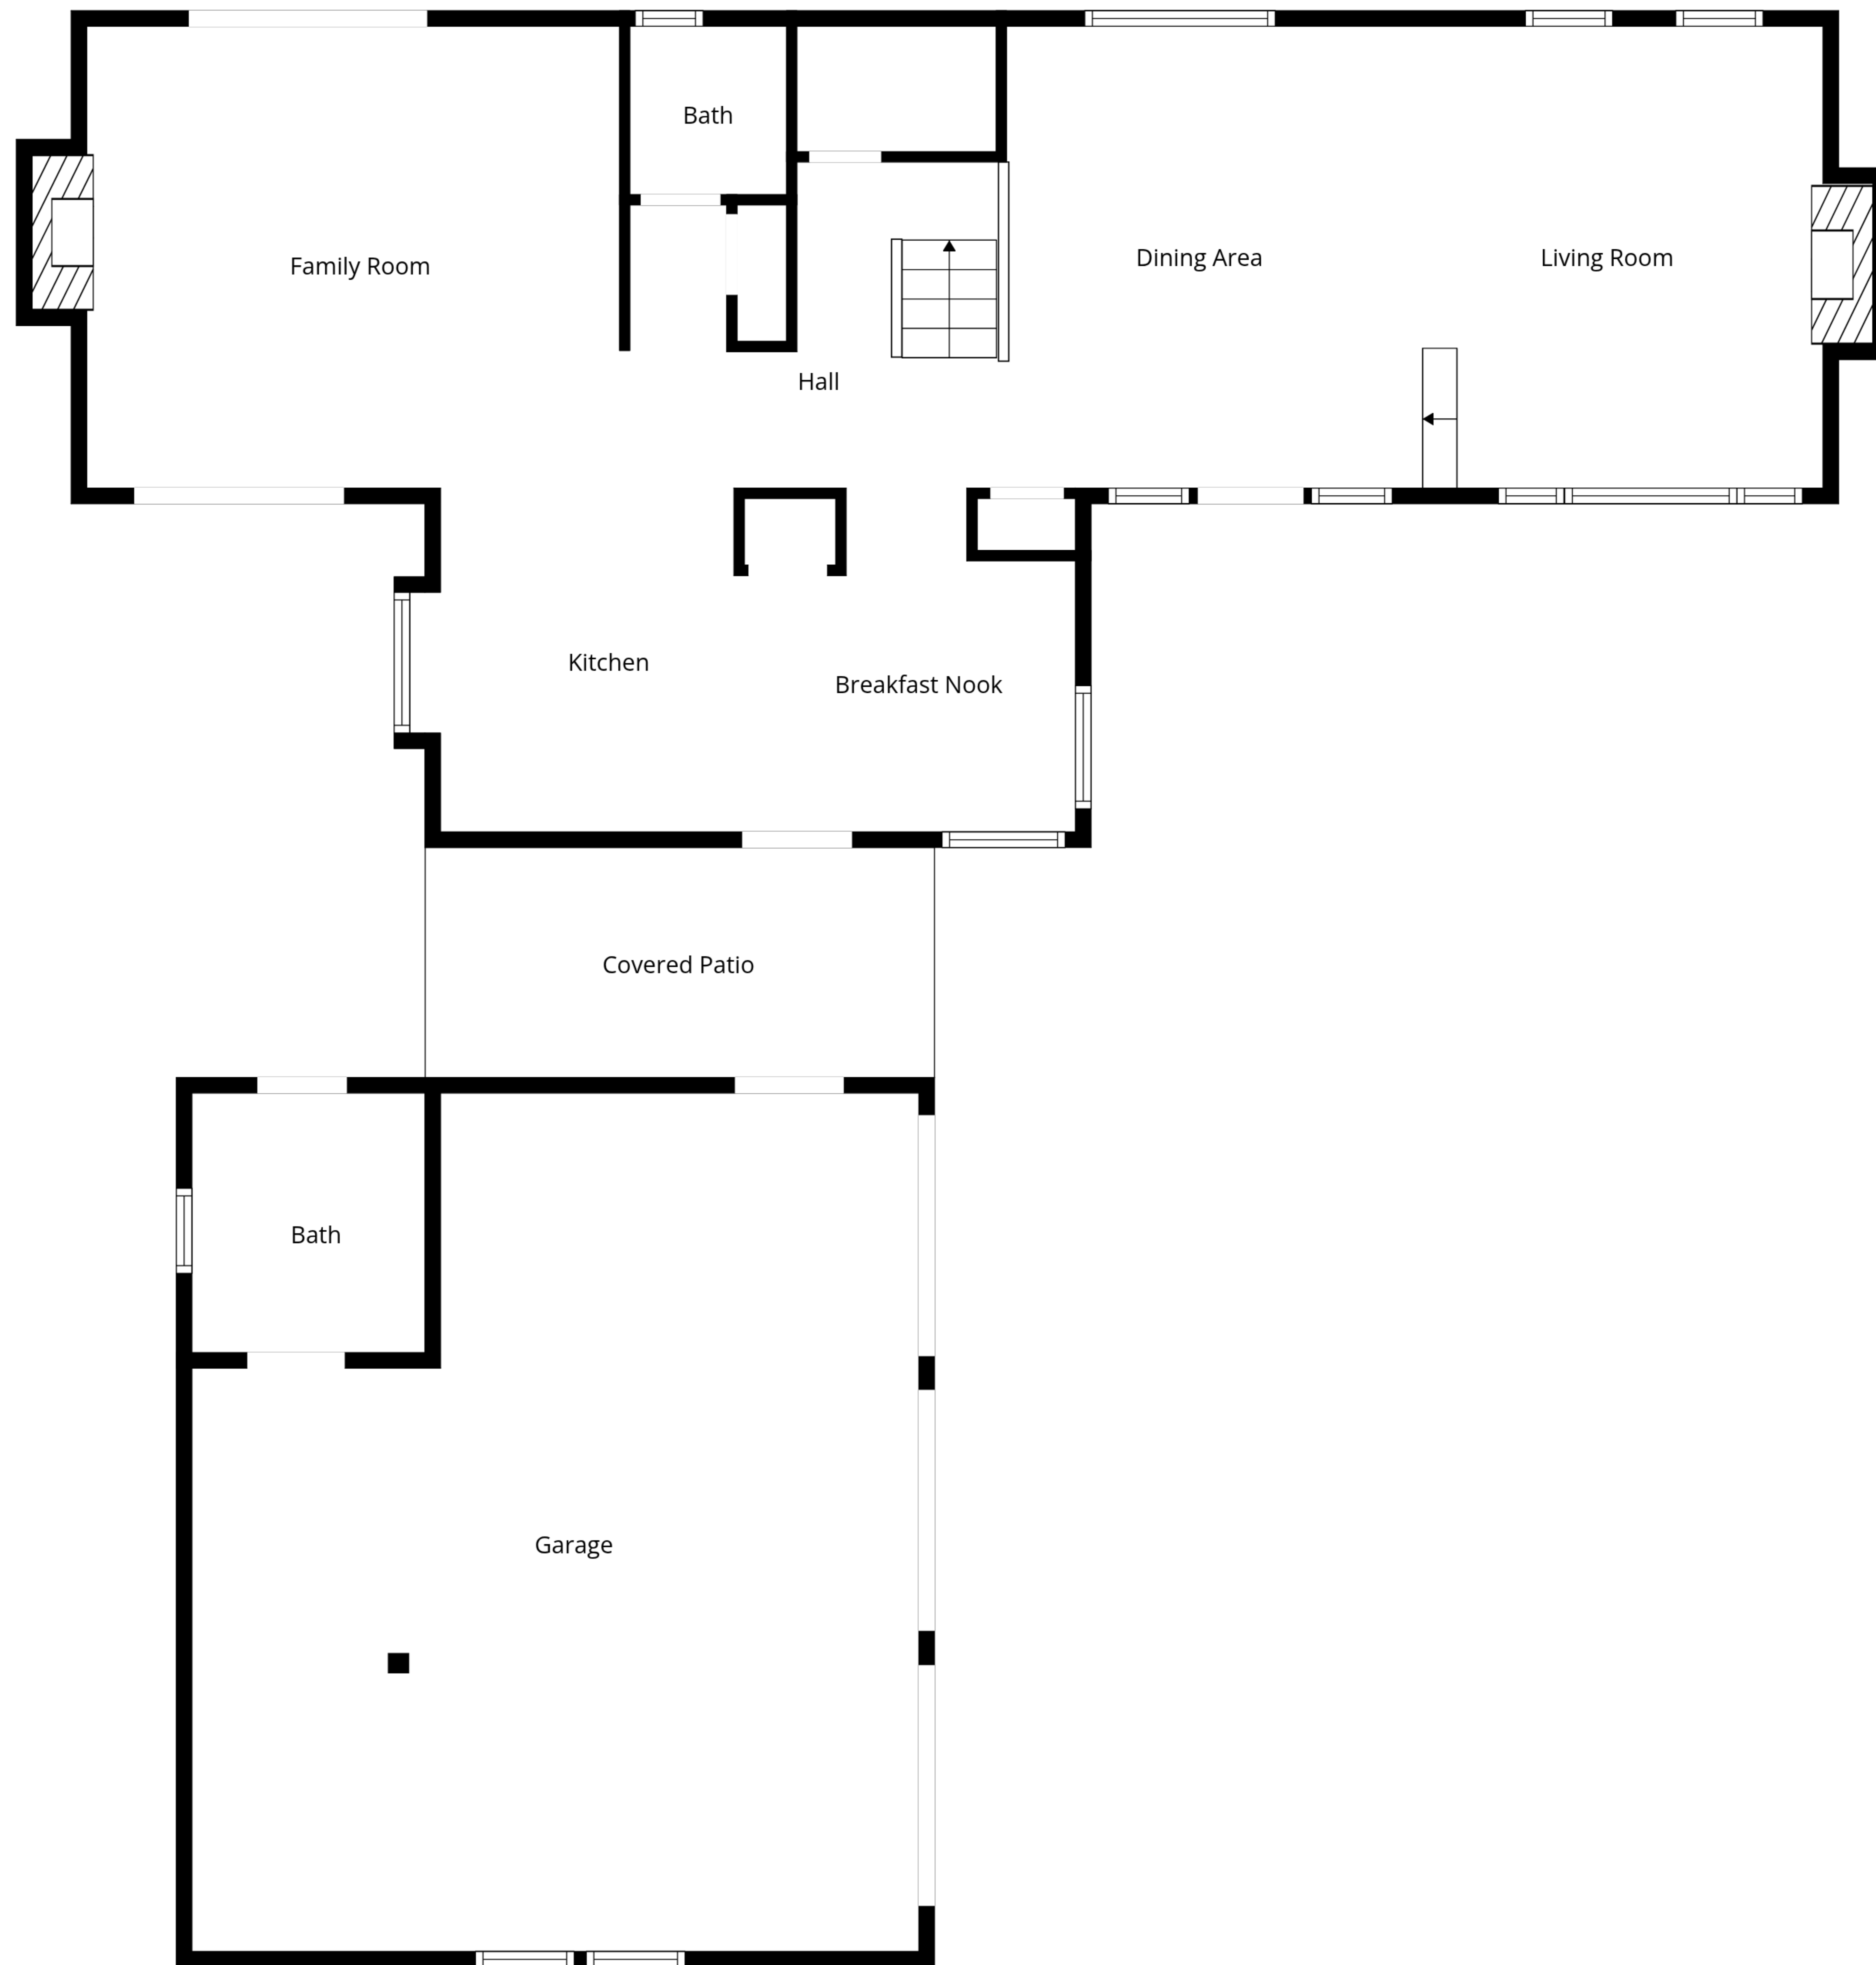 Bath
Family Room
Dining Area
Living Room
Hall
Kitchen
Breakfast Nook
Covered Patio
Bath
Garage